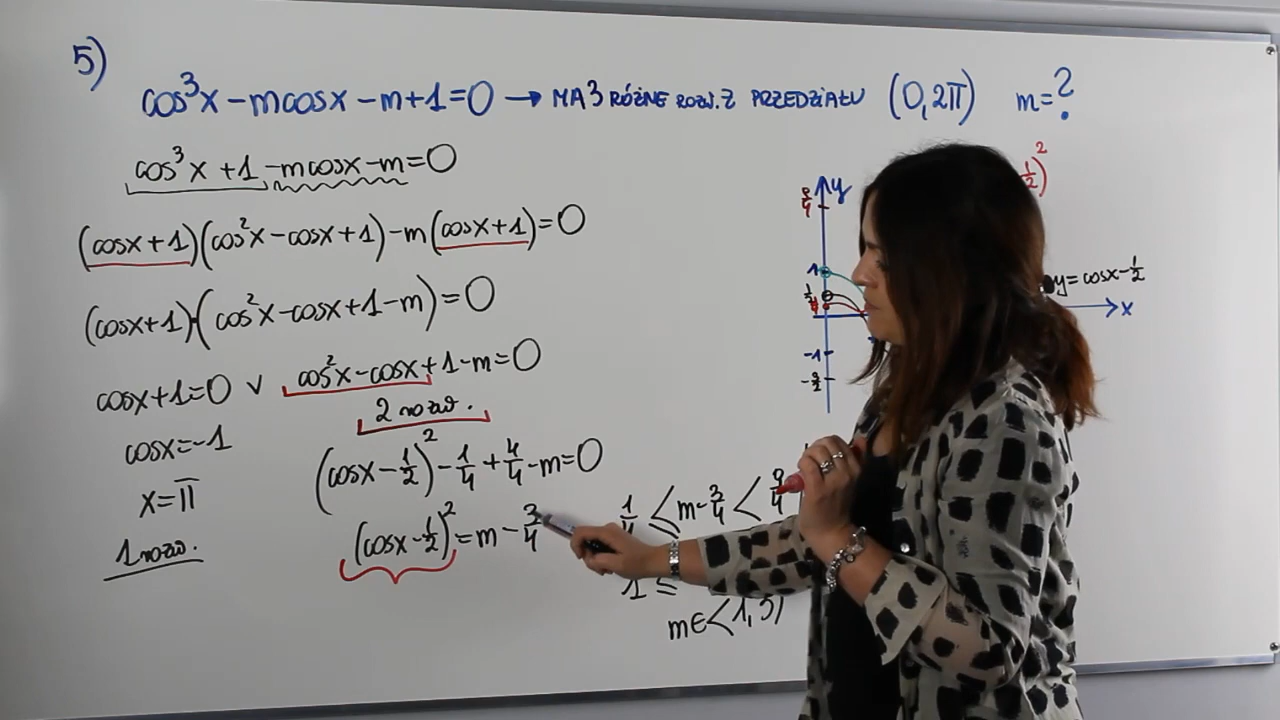 5)
cos³x - mcosx - m + 1 = 0 → MA 3 RÓŻNE ROZW. Z PRZEDZIAŁU (0, 2π) m = ?
cos³x + 1 - mcosx - m = 0
(cosx + 1)(cos²x - cosx + 1) - m(cosx + 1) = 0
(cosx + 1)·(cos²x - cosx + 1 - m) = 0
cosx + 1 = 0 ∨ cos²x - cosx + 1 - m = 0
2 rozw.
cosx = -1
(cosx - 1/2)² - 1/4 + 4/4 - m = 0
x = π
(cosx - 1/2)² = m - 3/4
1 rozw.
1/2)²
y
9/4
1
1/2
y = cosx - 1/2
x
-1
1/4 ≤ m - 3/4 < 9/4
1 ≤
m ∈ <1, 3)